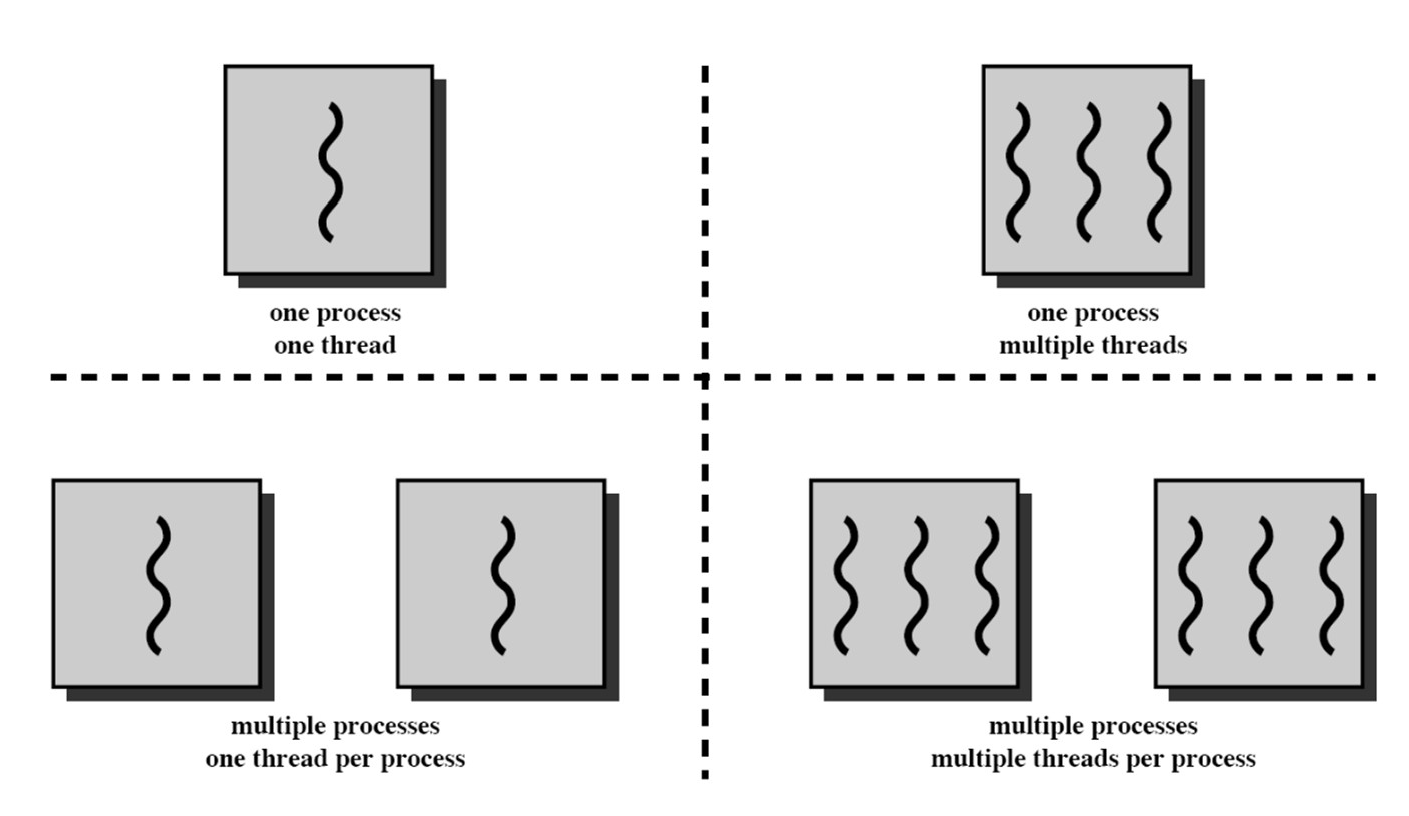 one process
one thread
one process
multiple threads
multiple processes
one thread per process
multiple processes
multiple threads per process